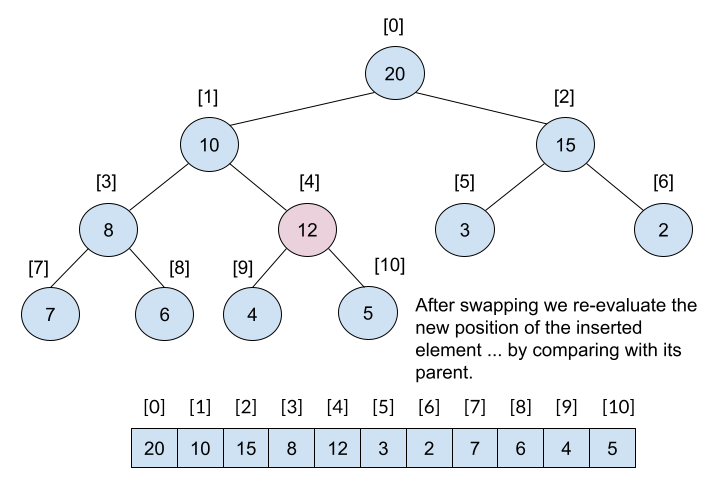 [0]
20
[1] [2]
10 15
[3] [4] [5] [6]
8 12 3 2
[7] [8] [9] [10]
7 6 4 5
After swapping we re-evaluate the
new position of the inserted
element ... by comparing with its
parent.
[0] [1] [2] [3] [4] [5] [6] [7] [8] [9] [10]
20 10 15 8 12 3 2 7 6 4 5